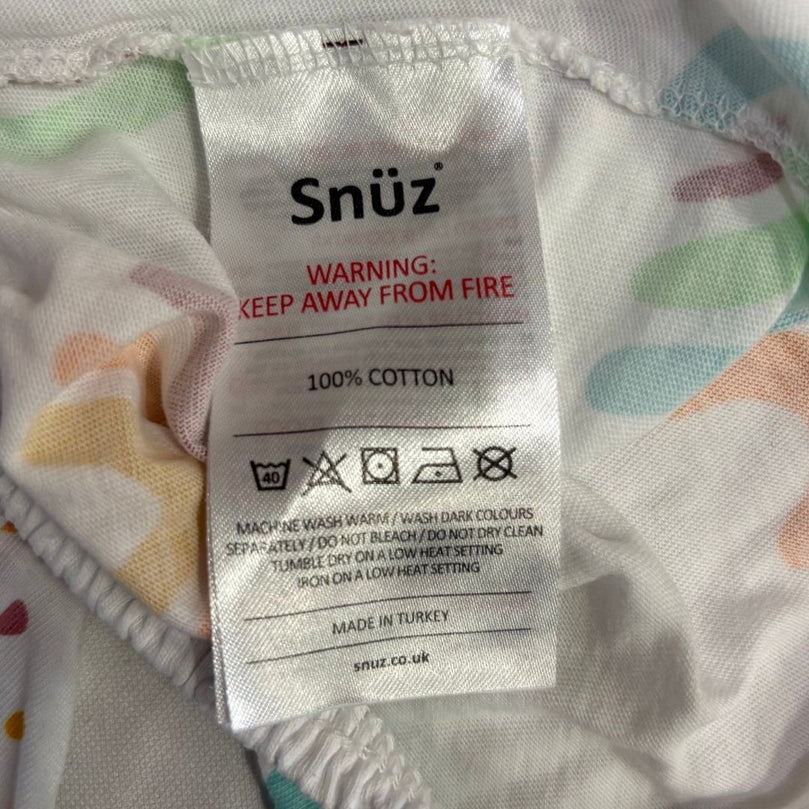 Snüz®
WARNING:
KEEP AWAY FROM FIRE
100% COTTON
40
MACHINE WASH WARM / WASH DARK COLOURS
SEPARATELY / DO NOT BLEACH / DO NOT DRY CLEAN
TUMBLE DRY ON A LOW HEAT SETTING
IRON ON A LOW HEAT SETTING
MADE IN TURKEY
snuz.co.uk